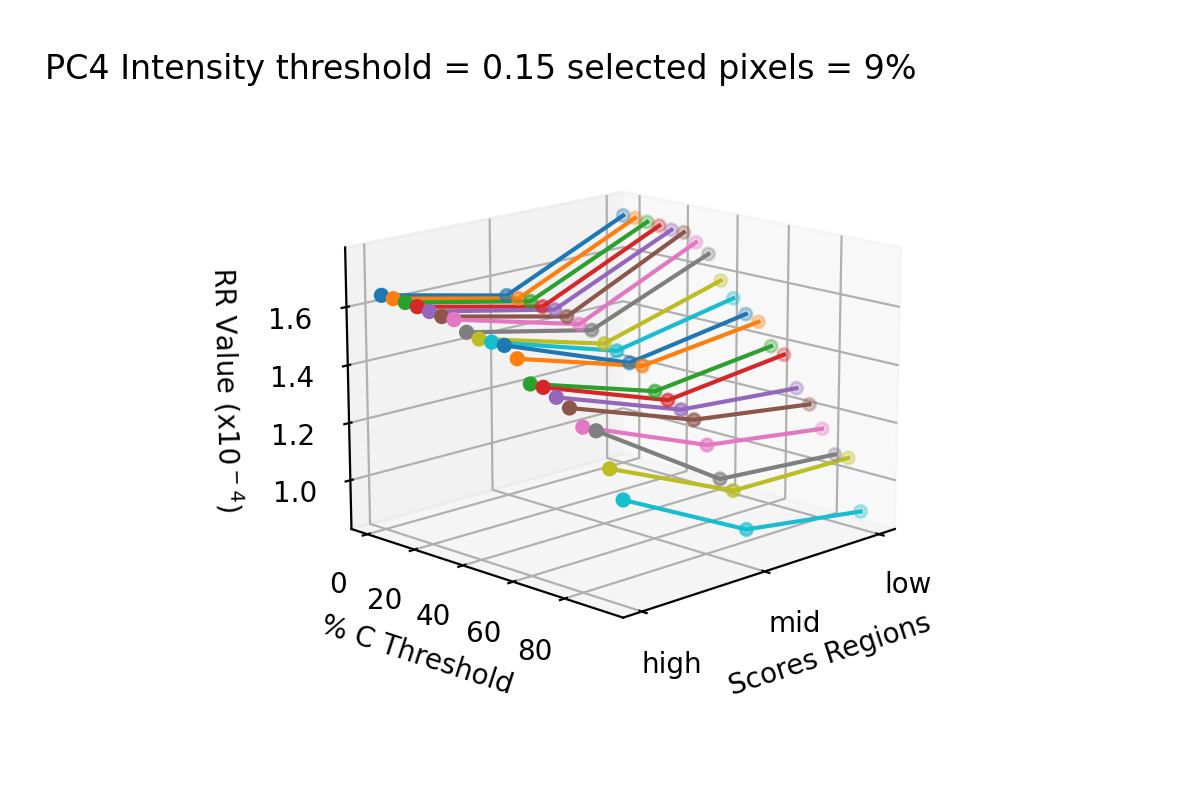 PC4 Intensity threshold = 0.15 selected pixels = 9%
RR Value (x10⁻⁴)
1.6
1.4
1.2
1.0
0
20
40
60
80
% C Threshold
high
mid
low
Scores Regions